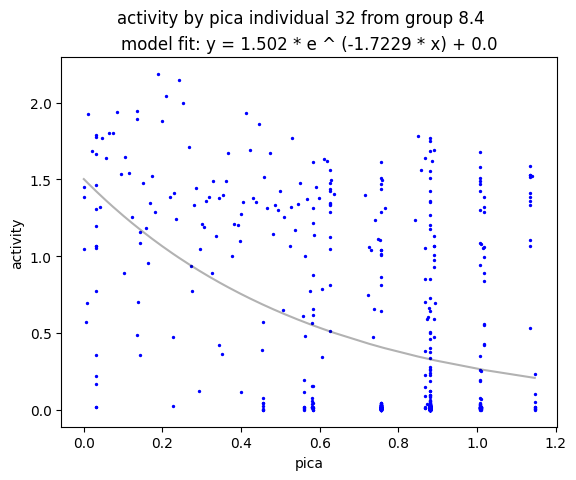 activity by pica individual 32 from group 8.4
model fit: y = 1.502 * e ^ (-1.7229 * x) + 0.0
2.0
1.5
1.0
0.5
0.0
activity
0.0 0.2 0.4 0.6 0.8 1.0 1.2
pica